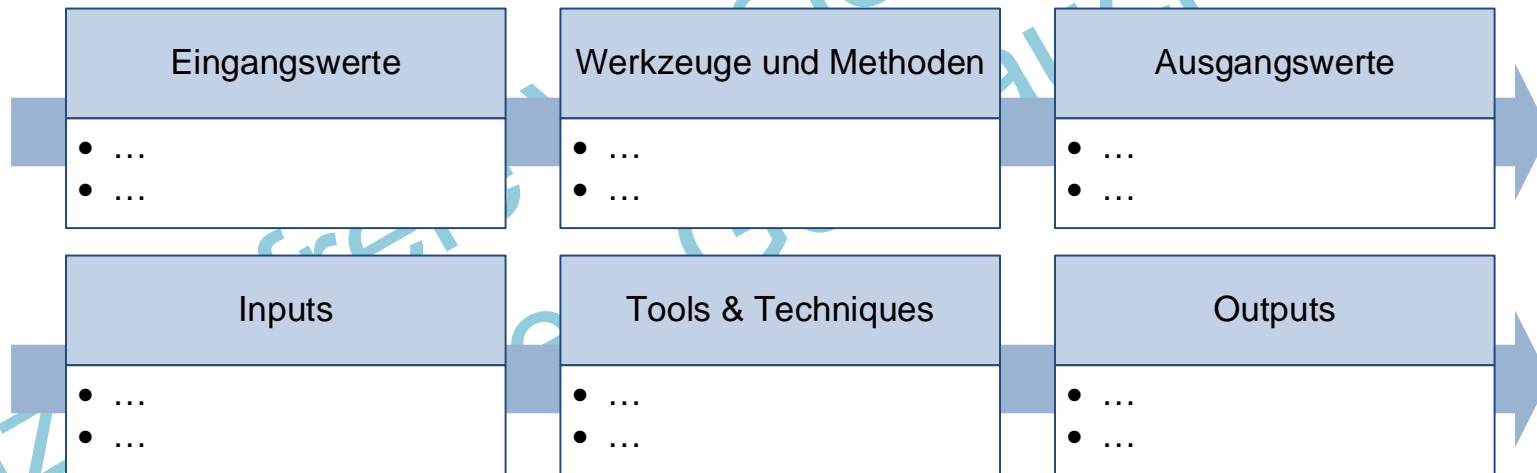 Eingangswerte
Werkzeuge und Methoden
Ausgangswerte
• …
• …
• …
• …
• …
• …
Inputs
Tools & Techniques
Outputs
• …
• …
• …
• …
• …
• …